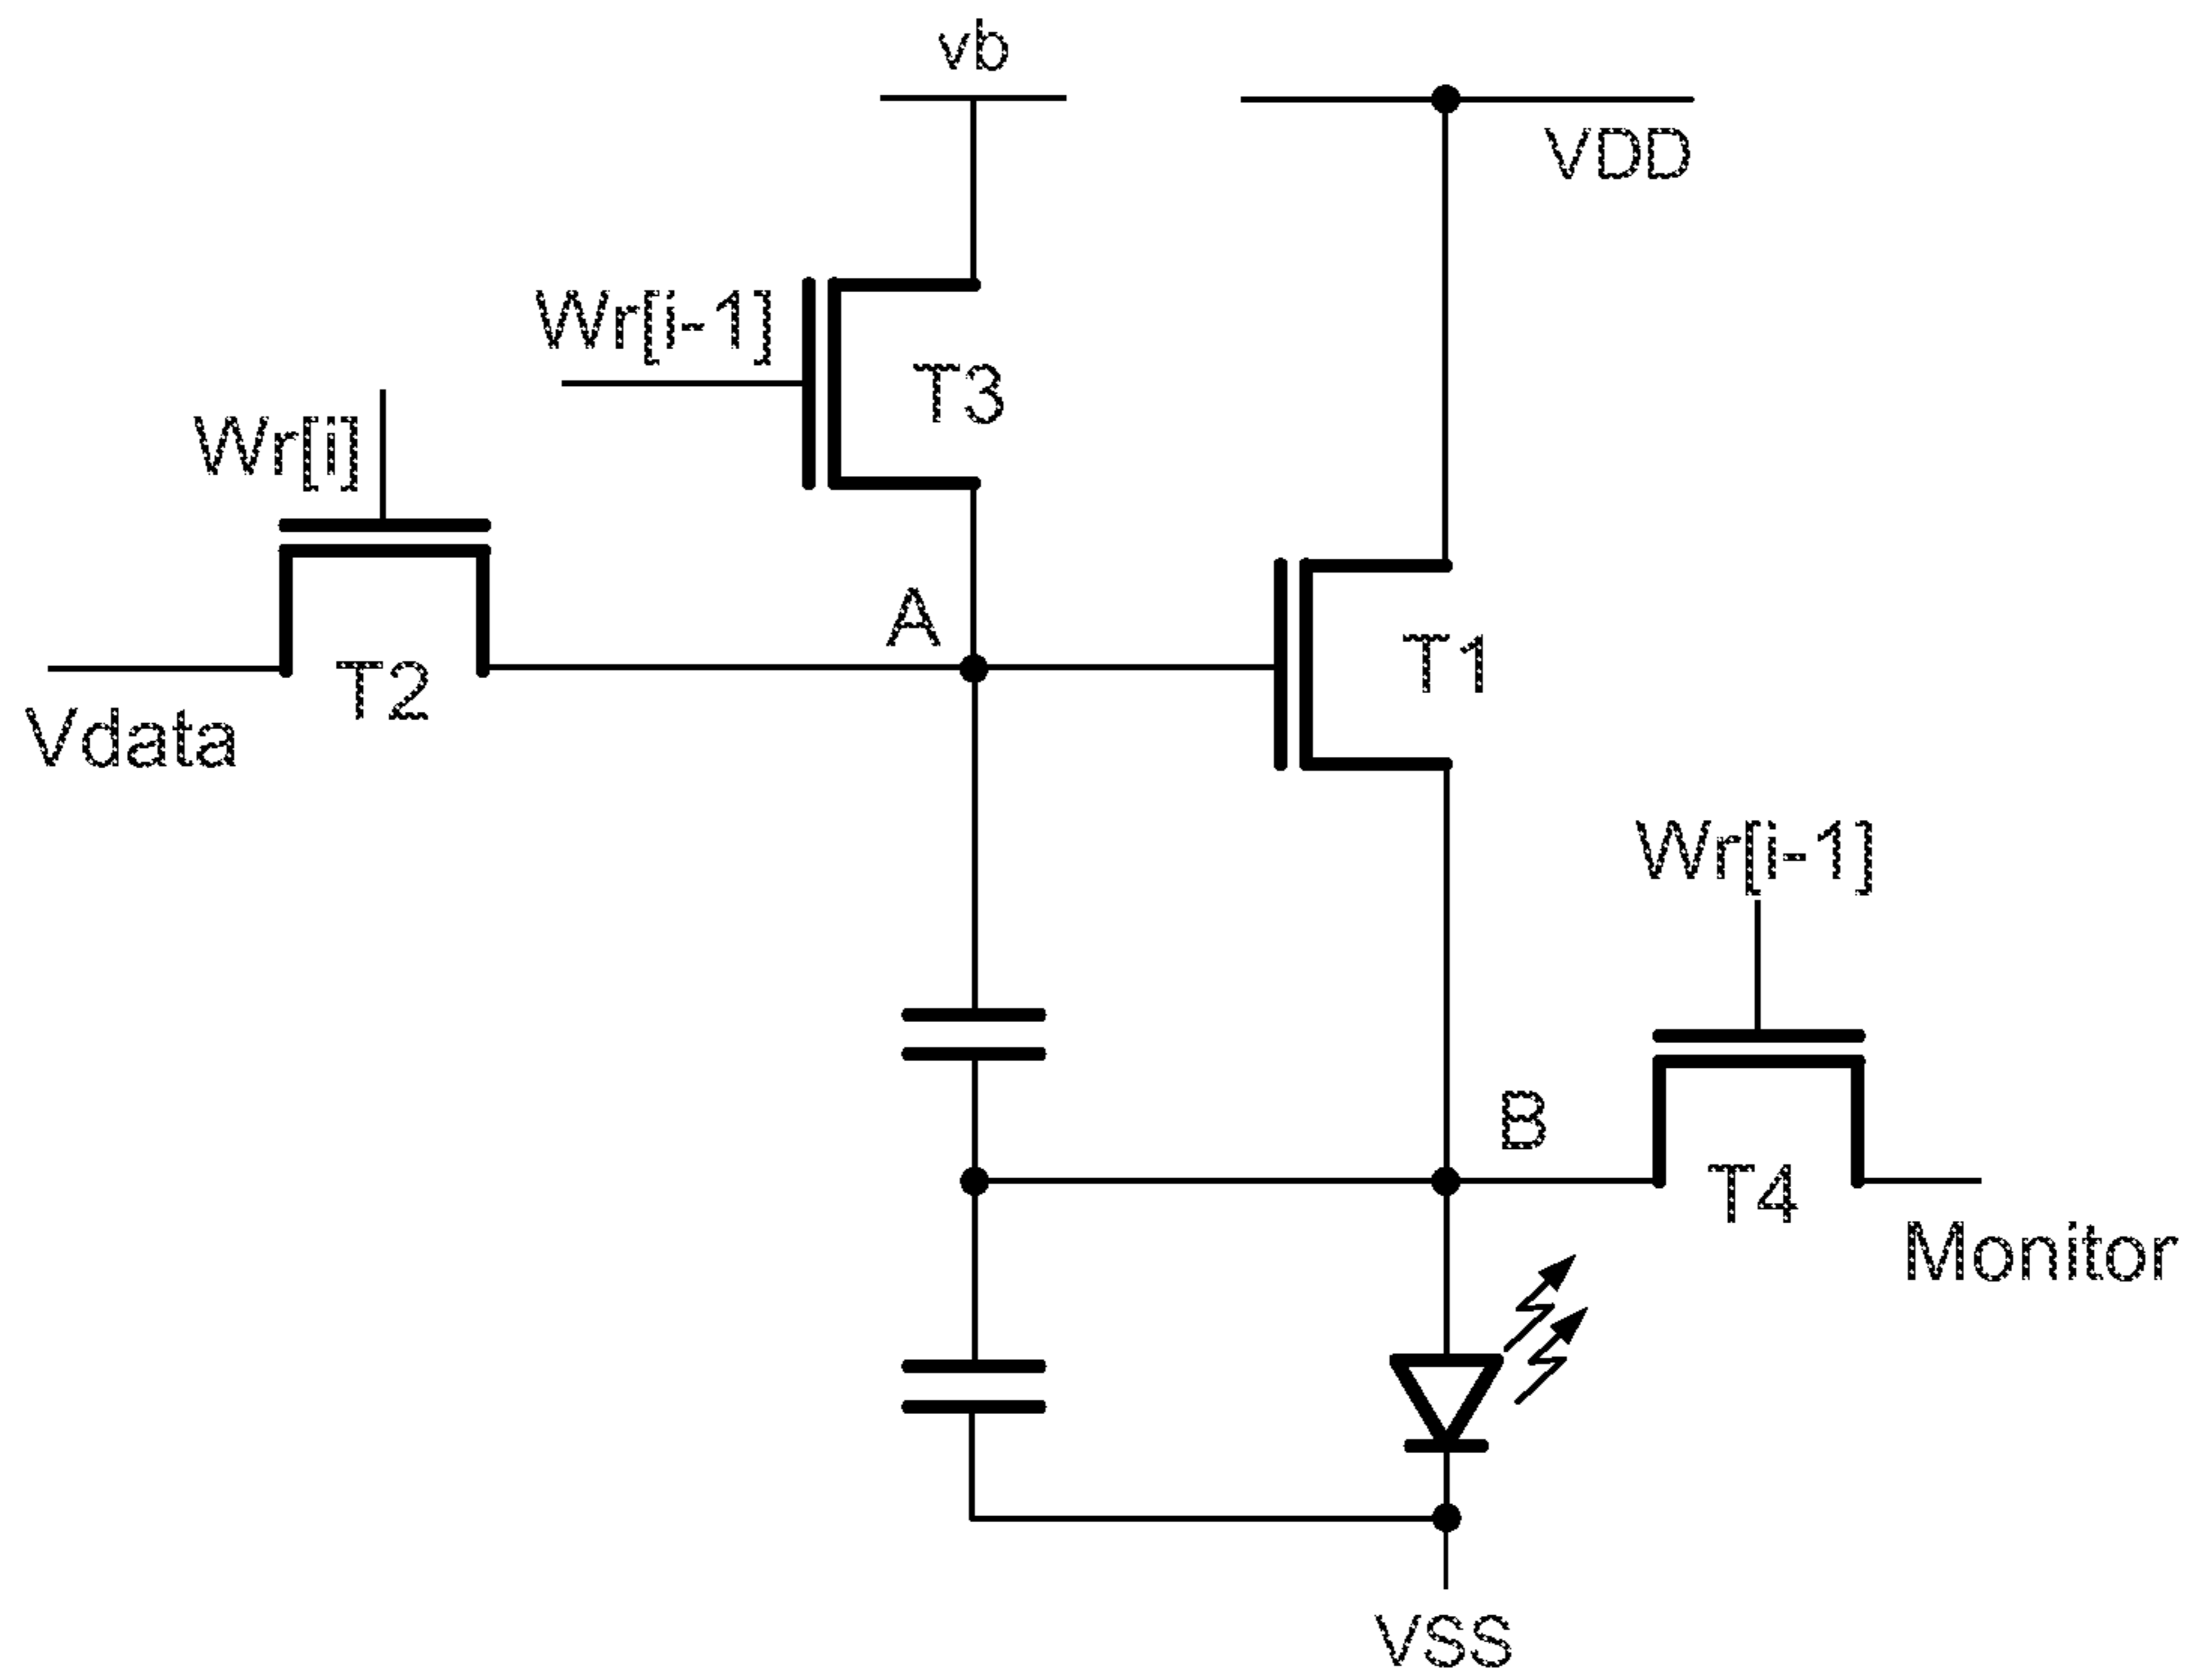 vb
VDD
Wr[i-1]
T3
Wr[i]
A
T1
T2
Vdata
Wr[i-1]
B
T4
Monitor
VSS